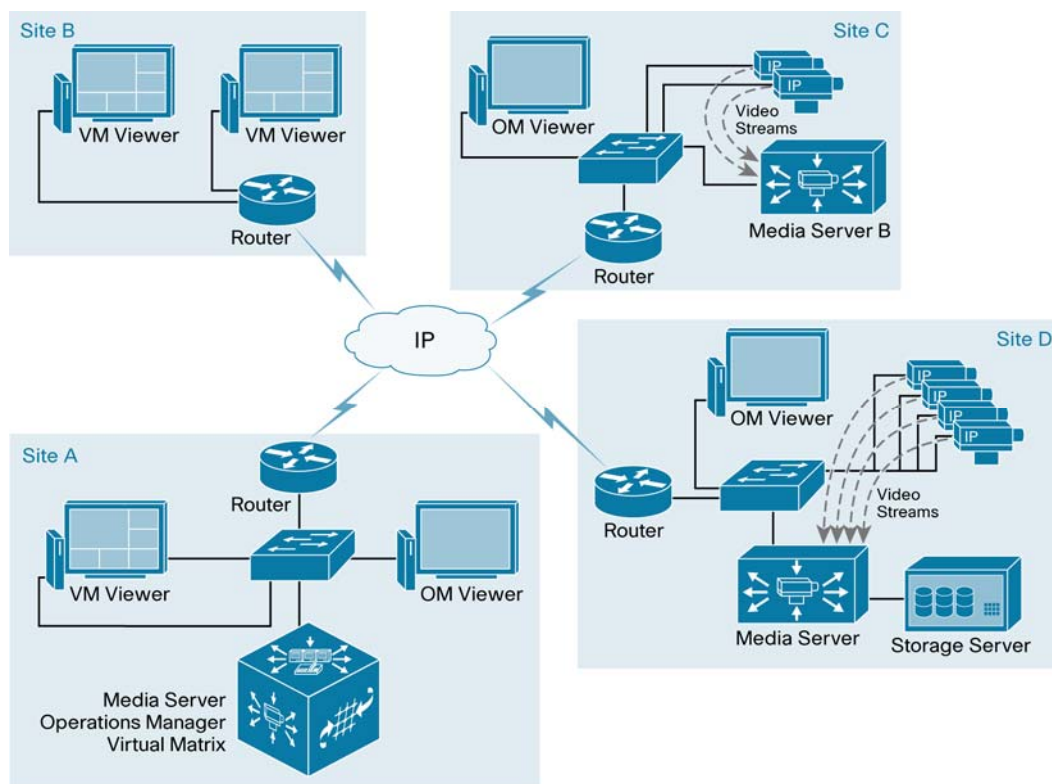 Site B
VM Viewer
VM Viewer
Router
Site C
OM Viewer
IP
IP
Video
Streams
Media Server B
Router
IP
Site D
OM Viewer
IP
IP
IP
IP
Video
Streams
Router
Media Server
Storage Server
Site A
Router
VM Viewer
OM Viewer
Media Server
Operations Manager
Virtual Matrix